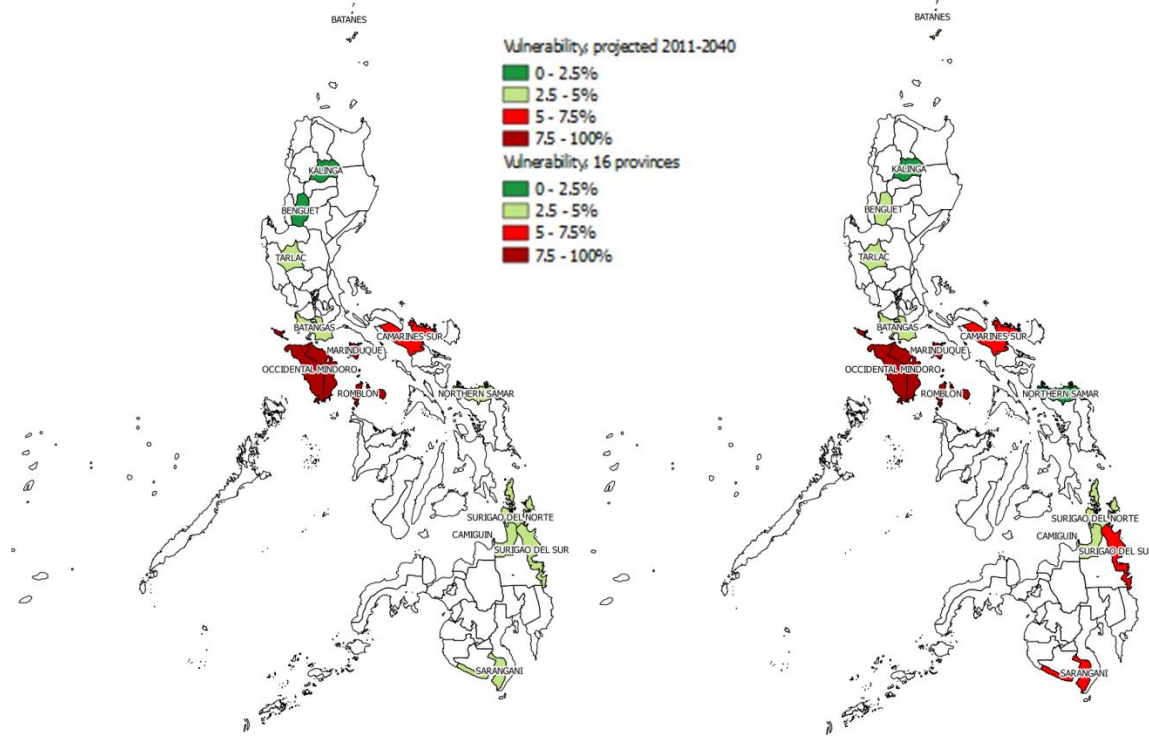 BATANES
Vulnerability, projected 2011-2040
0 - 2.5%
2.5 - 5%
5 - 7.5%
7.5 - 100%
Vulnerability, 16 provinces
0 - 2.5%
2.5 - 5%
5 - 7.5%
7.5 - 100%
KALINGA
BENGUET
TARLAC
BATANGAS
CAMARINES SUR
MARINDUQUE
OCCIDENTAL MINDORO
ROMBLON
NORTHERN SAMAR
SURIGAO DEL NORTE
CAMIGUIN
SURIGAO DEL SUR
SARANGANI
BATANES
KALINGA
BENGUET
TARLAC
BATANGAS
CAMARINES SUR
MARINDUQUE
OCCIDENTAL MINDORO
ROMBLON
NORTHERN SAMAR
SURIGAO DEL NORTE
CAMIGUIN
SURIGAO DEL SU
SARANGANI